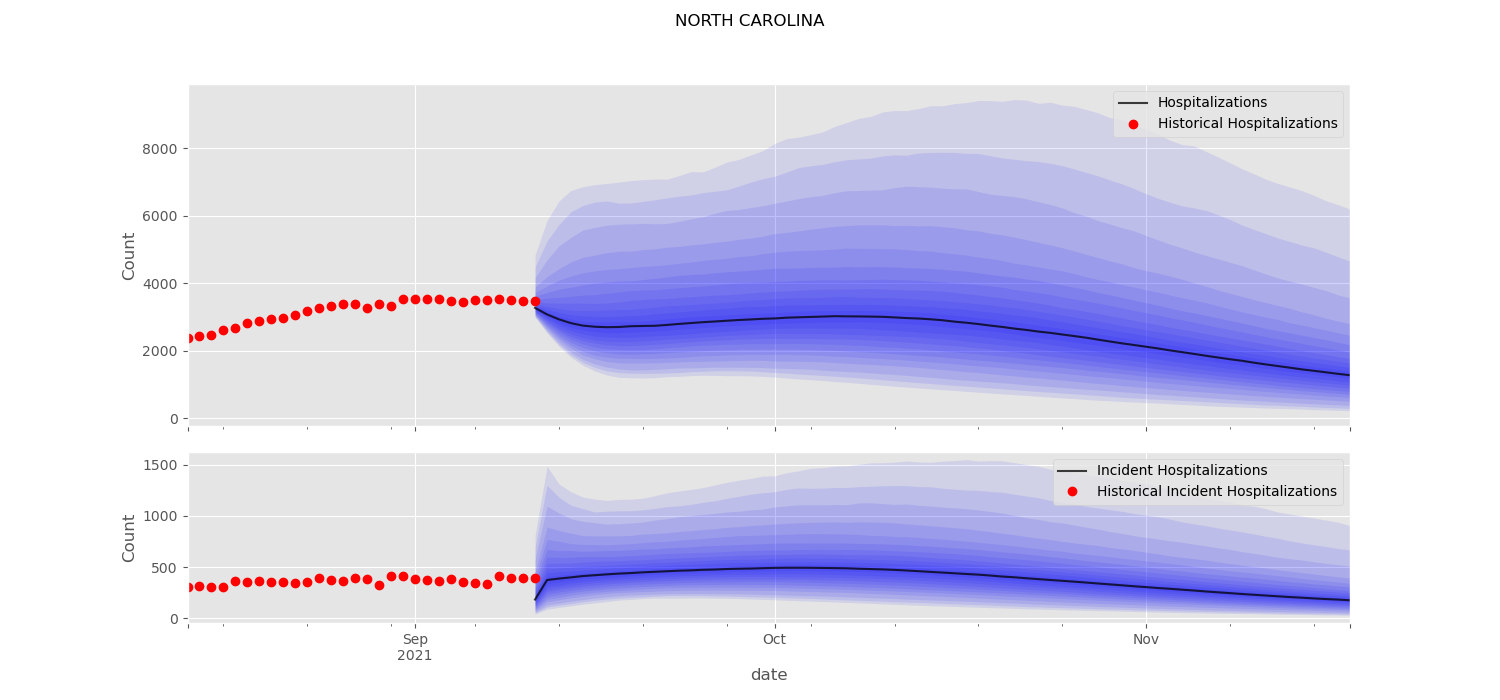 NORTH CAROLINA
Hospitalizations
Historical Hospitalizations
8000
6000
4000
2000
0
Count
Incident Hospitalizations
Historical Incident Hospitalizations
1500
1000
500
0
Count
Sep
2021
Oct
Nov
date